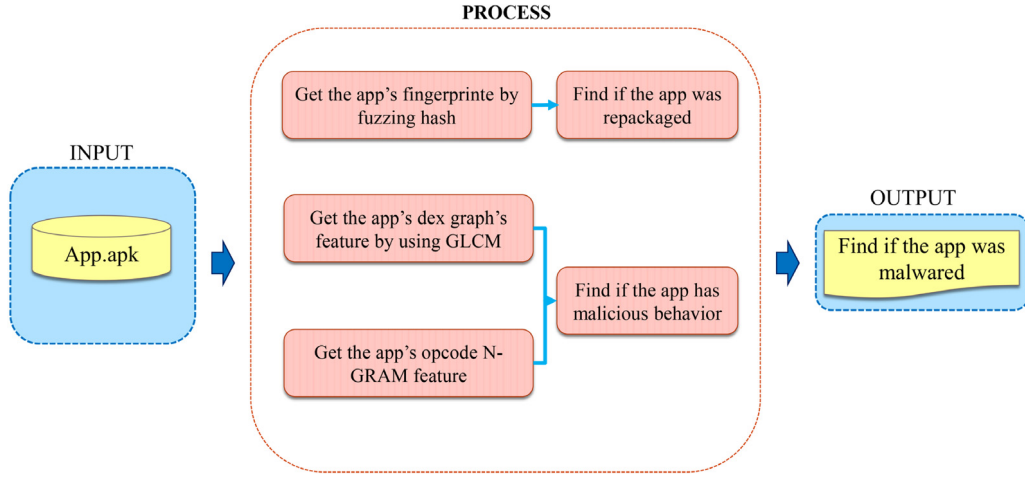 PROCESS
Get the app's fingerprinte by
fuzzing hash
Find if the app was
repackaged
INPUT
App.apk
Get the app's dex graph's
feature by using GLCM
Find if the app has
malicious behavior
Get the app's opcode N-
GRAM feature
OUTPUT
Find if the app was
malwared